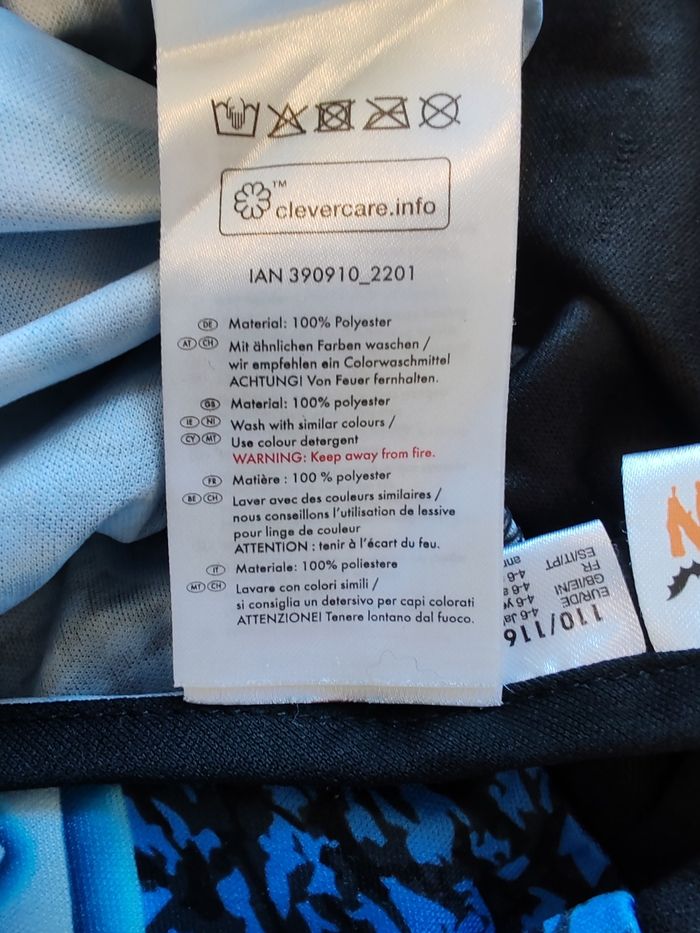 ™
clevercare.info
IAN 390910_2201
DE Material: 100% Polyester
AT CH Mit ähnlichen Farben waschen /
wir empfehlen ein Colorwaschmittel
ACHTUNG! Von Feuer fernhalten.
GB Material: 100% polyester
IE NI Wash with similar colours /
CY MT Use colour detergent
WARNING: Keep away from fire.
FR Matière : 100 % polyester
BE CH Laver avec des couleurs similaires /
nous conseillons l'utilisation de lessive
pour linge de couleur
ATTENTION : tenir à l'écart du feu.
IT Materiale: 100% poliestere
MT CH Lavare con colori simili /
si consiglia un detersivo per capi colorati
ATTENZIONE! Tenere lontano dal fuoco.
110/116
EUR/DE
GB/IE/NI
FR
ES/IT/PT